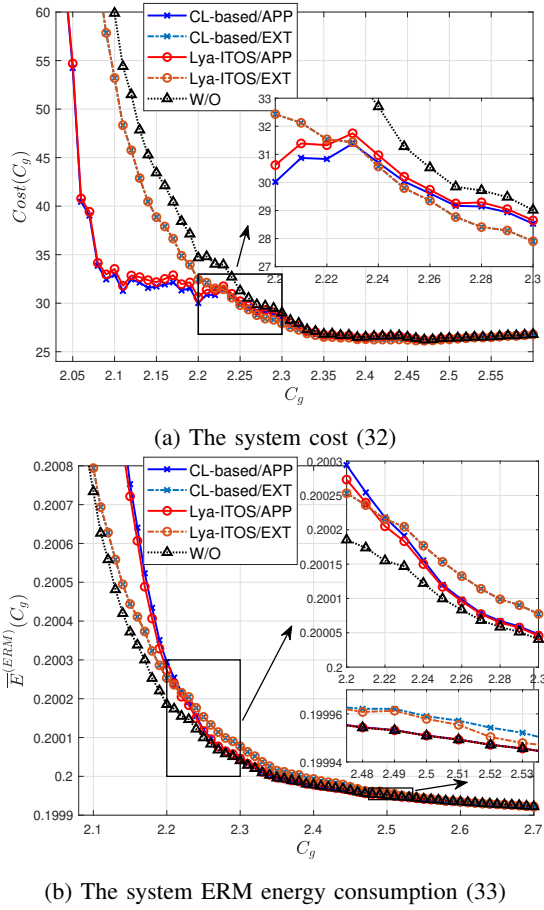 60
55
50
45
40
35
30
25
Cost(C_g)
CL-based/APP
CL-based/EXT
Lya-ITOS/APP
Lya-ITOS/EXT
W/O
33
32
31
30
29
28
27
2.2 2.22 2.24 2.26 2.28 2.3
2.05 2.1 2.15 2.2 2.25 2.3 2.35 2.4 2.45 2.5 2.55
C_g
(a) The system cost (32)
0.2008
0.2007
0.2006
0.2005
0.2004
0.2003
0.2002
0.2001
0.2
0.1999
\overline{E}^{(ERM)}(C_g)
CL-based/APP
CL-based/EXT
Lya-ITOS/APP
Lya-ITOS/EXT
W/O
0.2003
0.20025
0.2002
0.20015
0.2001
0.20005
0.2
2.2 2.22 2.24 2.26 2.28 2.3
0.19996
0.19994
2.48 2.49 2.5 2.51 2.52 2.53
2.1 2.2 2.3 2.4 2.5 2.6 2.7
C_g
(b) The system ERM energy consumption (33)